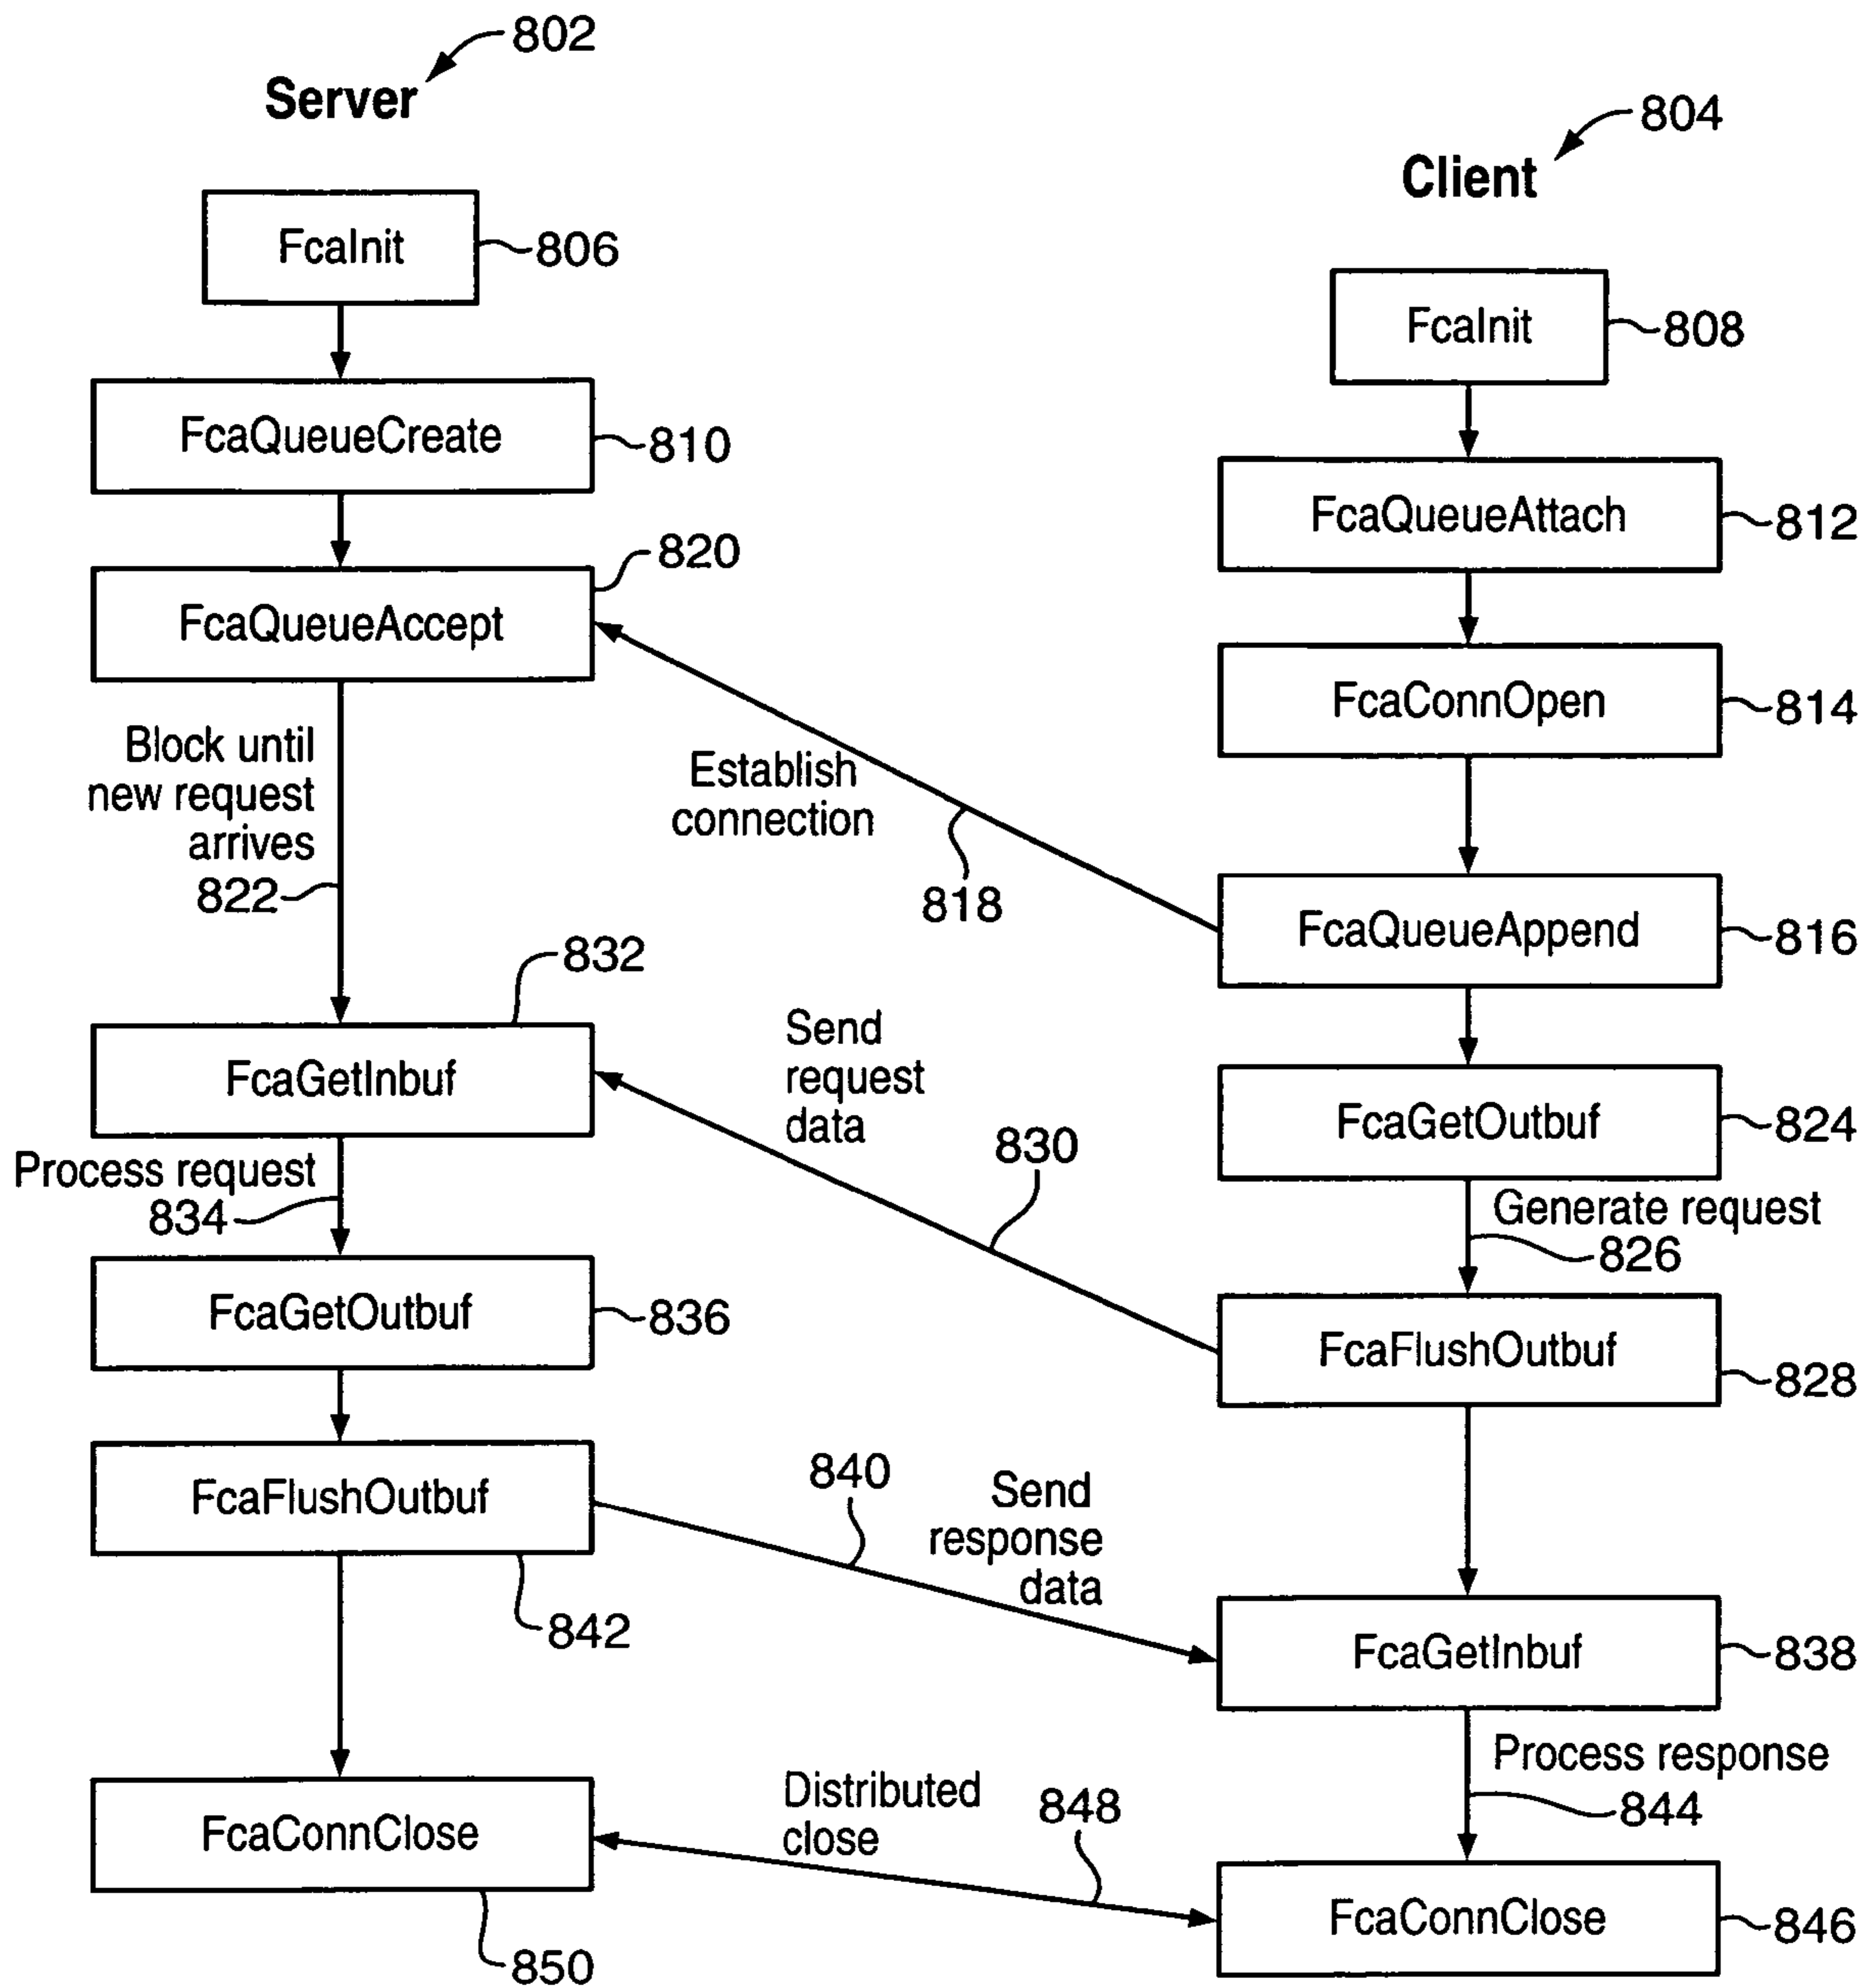 802
Server
804
Client
FcaInit
806
FcaInit
808
FcaQueueCreate
810
FcaQueueAttach
812
820
FcaQueueAccept
FcaConnOpen
814
Block until
new request
arrives
822
Establish
connection
818
FcaQueueAppend
816
832
FcaGetInbuf
Send
request
data
830
FcaGetOutbuf
824
Process request
834
Generate request
826
FcaGetOutbuf
836
FcaFlushOutbuf
828
FcaFlushOutbuf
842
840
Send
response
data
FcaGetInbuf
838
Process response
844
FcaConnClose
850
Distributed
close
848
FcaConnClose
846